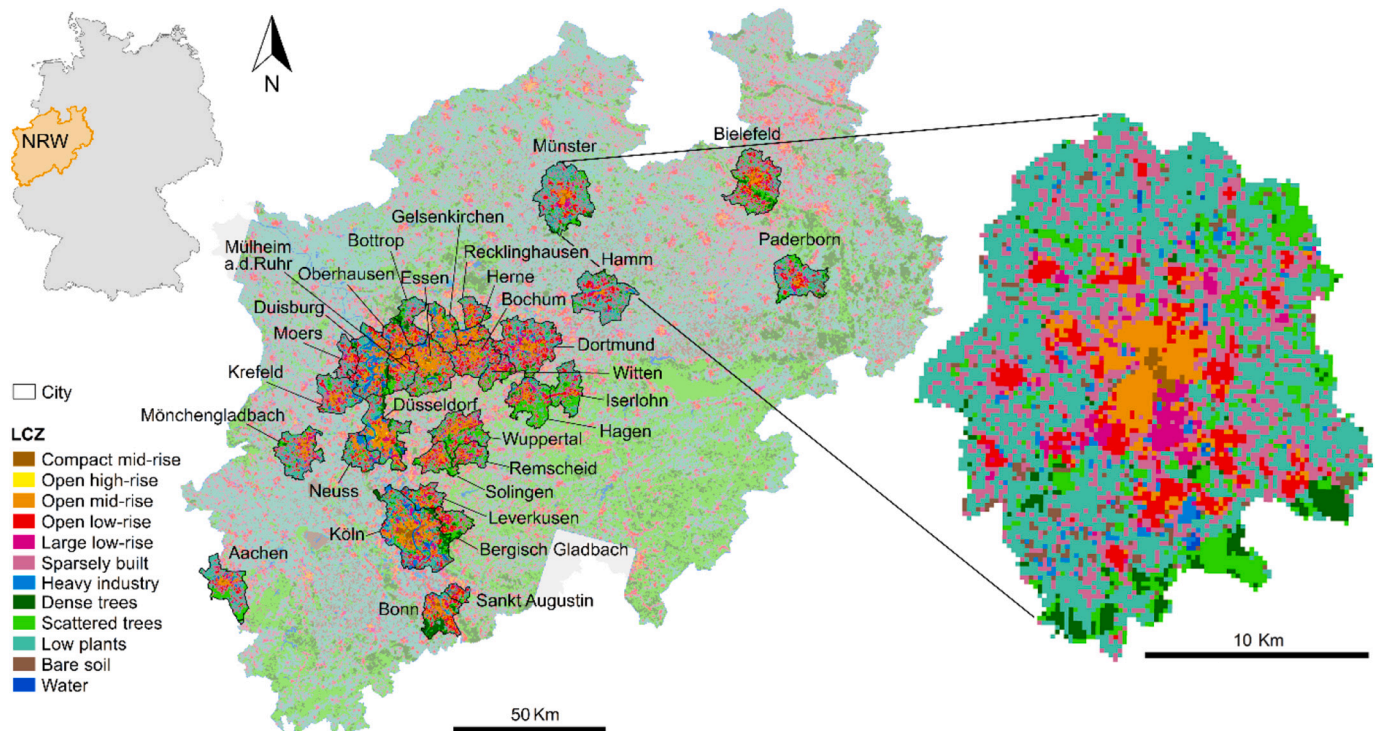 NRW
N
Münster
Bielefeld
Gelsenkirchen
Bottrop
Mülheim
a.d.Ruhr
Recklinghausen
Paderborn
Hamm
Oberhausen
Essen
Herne
Duisburg
Bochum
Moers
Dortmund
Krefeld
Witten
City
Iserlohn
Düsseldorf
Mönchengladbach
Hagen
LCZ
Wuppertal
Compact mid-rise
Remscheid
Open high-rise
Neuss
Solingen
Open mid-rise
Open low-rise
Leverkusen
Large low-rise
Köln
Sparsely built
Bergisch Gladbach
Aachen
Heavy industry
Dense trees
Sankt Augustin
Bonn
Scattered trees
Low plants
10 Km
Bare soil
Water
50 Km